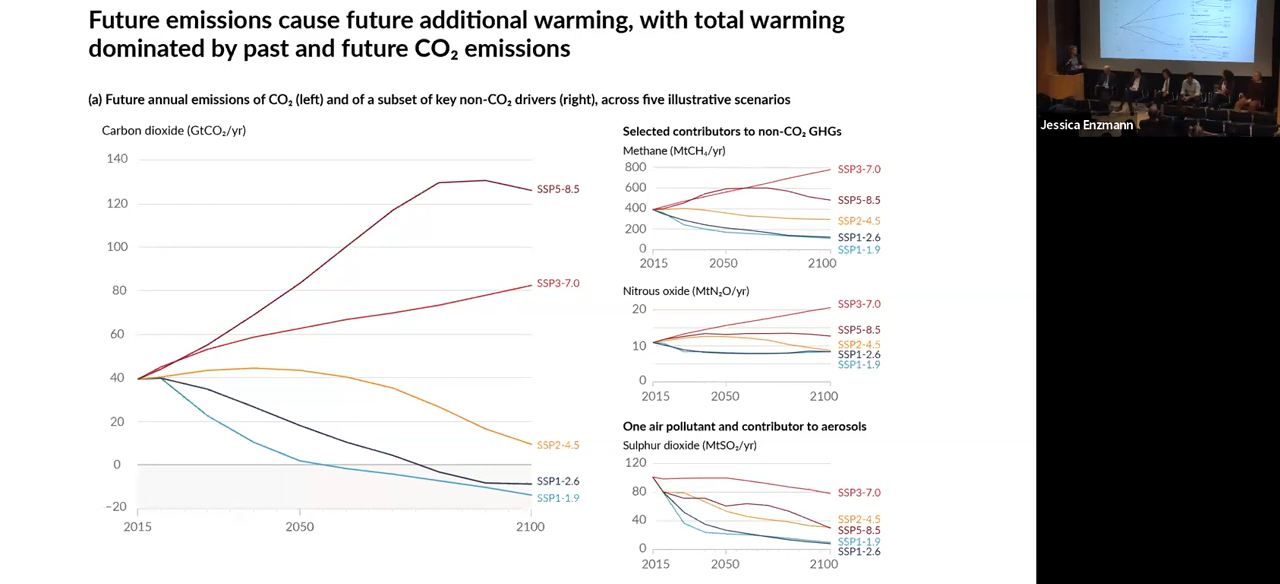 Future emissions cause future additional warming, with total warming
dominated by past and future CO₂ emissions
(a) Future annual emissions of CO₂ (left) and of a subset of key non-CO₂ drivers (right), across five illustrative scenarios
Carbon dioxide (GtCO₂/yr)
140
120
100
80
60
40
20
0
−20
2015
2050
2100
SSP5-8.5
SSP3-7.0
SSP2-4.5
SSP1-2.6
SSP1-1.9
Selected contributors to non-CO₂ GHGs
Methane (MtCH₄/yr)
800
600
400
200
0
2015
2050
2100
SSP3-7.0
SSP5-8.5
SSP2-4.5
SSP1-2.6
SSP1-1.9
Nitrous oxide (MtN₂O/yr)
20
10
0
2015
2050
2100
SSP3-7.0
SSP5-8.5
SSP2-4.5
SSP1-2.6
SSP1-1.9
One air pollutant and contributor to aerosols
Sulphur dioxide (MtSO₂/yr)
120
80
40
0
2015
2050
2100
SSP3-7.0
SSP2-4.5
SSP5-8.5
SSP1-1.9
SSP1-2.6
Jessica Enzmann